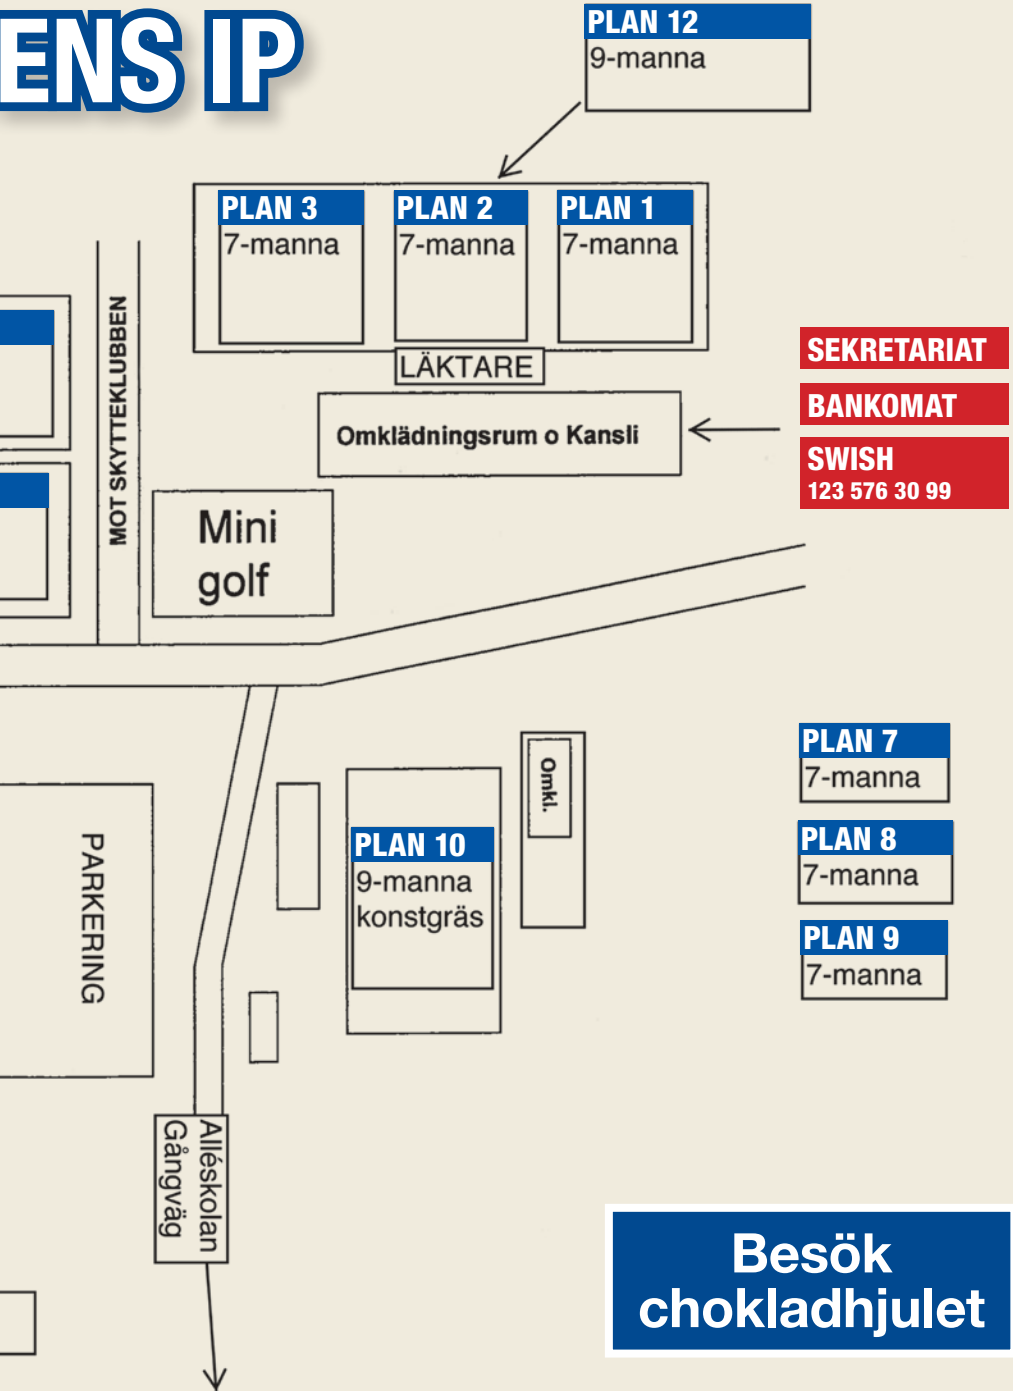 ENS IP
PLAN 12
9-manna
PLAN 3
7-manna
PLAN 2
7-manna
PLAN 1
7-manna
LÄKTARE
Omklädningsrum o Kansli
SEKRETARIAT
BANKOMAT
SWISH
123 576 30 99
MOT SKYTTEKLUBBEN
Mini
golf
PLAN 7
7-manna
PLAN 8
7-manna
PLAN 9
7-manna
Omkl.
PLAN 10
9-manna
konstgräs
PARKERING
Alléskolan
Gångväg
Besök
chokladhjulet